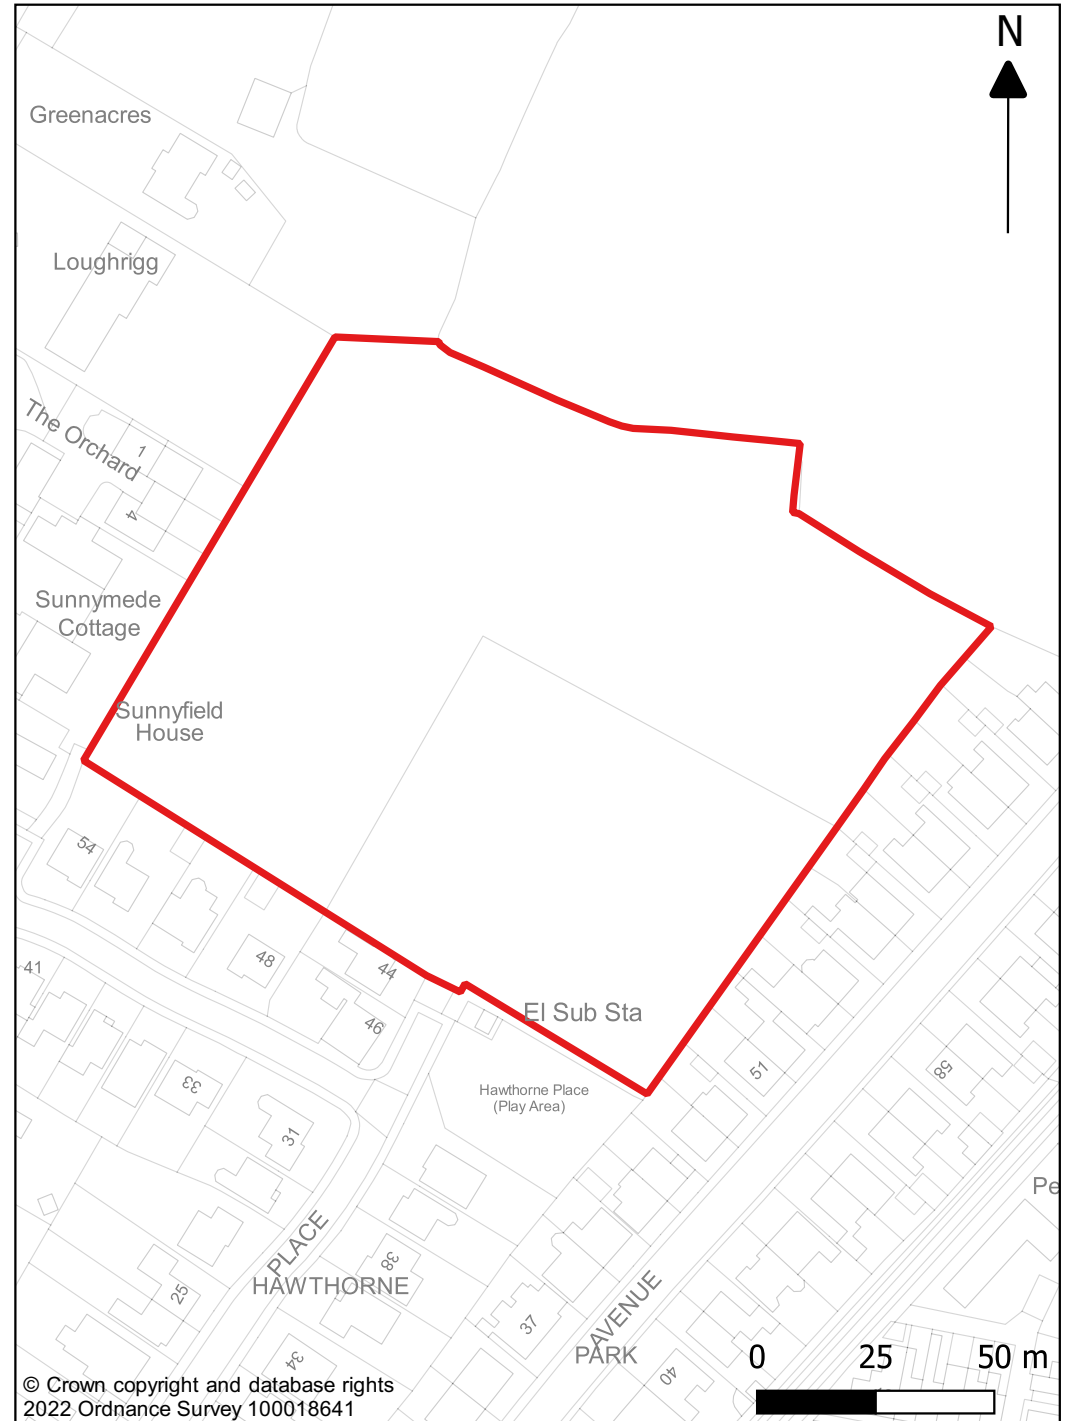 N
Greenacres
Loughrigg
The Orchard
1
4
Sunnymede
Cottage
Sunnyfield
House
54
48
44
46
41
El Sub Sta
Hawthorne Place
(Play Area)
51
58
33
31
Pe
PLACE
HAWTHORNE
38
25
34
37
AVENUE
PARK
40
0 25 50 m
© Crown copyright and database rights
2022 Ordnance Survey 100018641